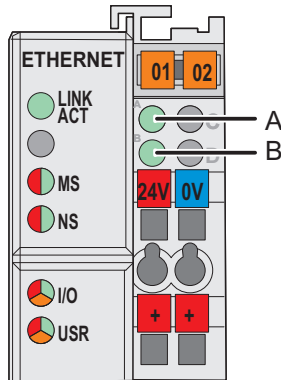 ETHERNET
LINK
ACT
MS
NS
I/O
USR
01 02
A C
B D
A
B
24V 0V
+ +